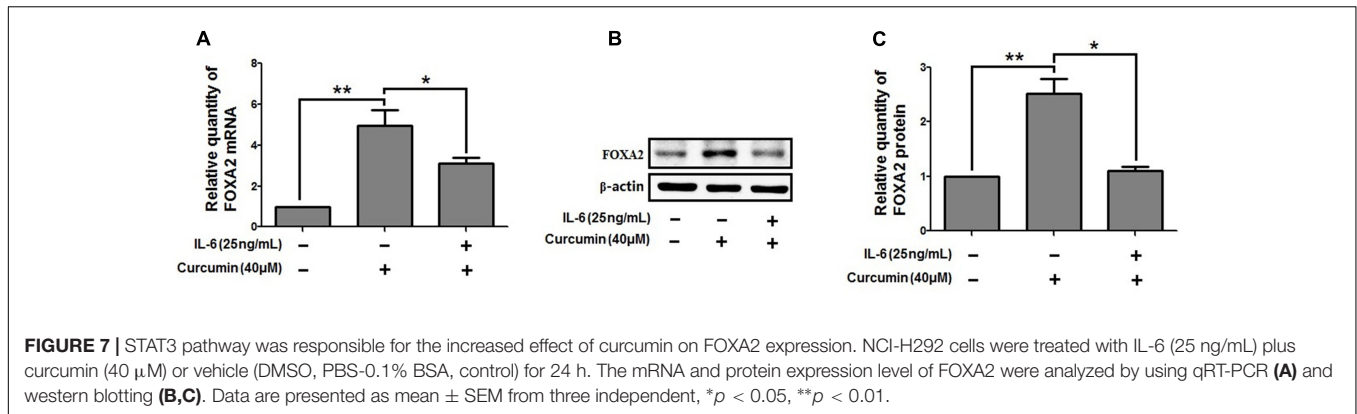 A
Relative quantity of
FOXA2 mRNA
8
6
4
2
0
**
*
IL-6 (25ng/mL) – – +
Curcumin (40μM) – + +
B
FOXA2
β-actin
IL-6 (25ng/mL) – – +
Curcumin (40μM) – + +
C
Relative quantity of
FOXA2 protein
3
2
1
0
**
*
IL-6 (25ng/mL) – – +
Curcumin (40μM) – + +
FIGURE 7 | STAT3 pathway was responsible for the increased effect of curcumin on FOXA2 expression. NCI-H292 cells were treated with IL-6 (25 ng/mL) plus
curcumin (40 μM) or vehicle (DMSO, PBS-0.1% BSA, control) for 24 h. The mRNA and protein expression level of FOXA2 were analyzed by using qRT-PCR (A) and
western blotting (B,C). Data are presented as mean ± SEM from three independent, *p < 0.05, **p < 0.01.